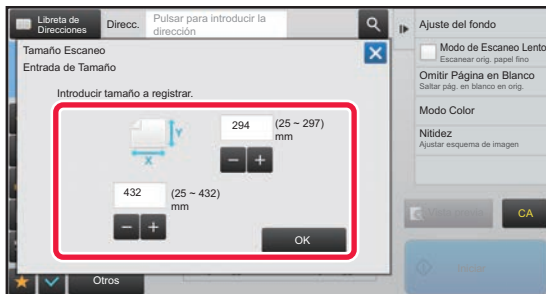 Libreta de
Direcciones
Direcc.
Pulsar para introducir la
dirección
Tamaño Escaneo
Entrada de Tamaño
Introducir tamaño a registrar.
Y
X
294
(25 ~ 297)
mm
432
(25 ~ 432)
mm
OK
Otros
Ajuste del fondo
Modo de Escaneo Lento
Escanear orig. papel fino
Omitir Página en Blanco
Saltar pág. en blanco en orig.
Modo Color
Nitidez
Ajustar esquema de imagen
CA